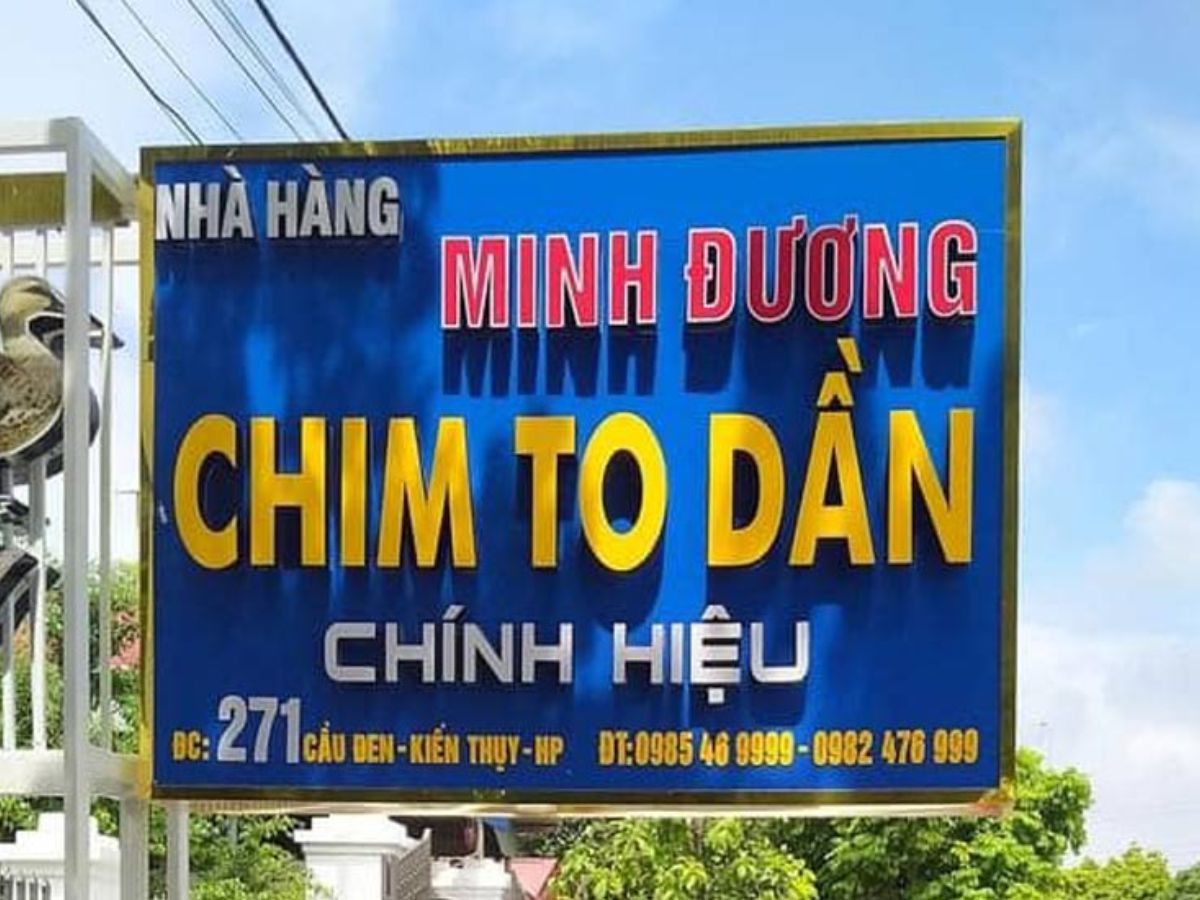 NHÀ HÀNG
MINH ĐƯƠNG
CHIM TO DẦN
CHÍNH HIỆU
ĐC: 271 CẦU ĐEN - KIẾN THỤY - HP ĐT: 0985 46 9999 - 0982 476 999